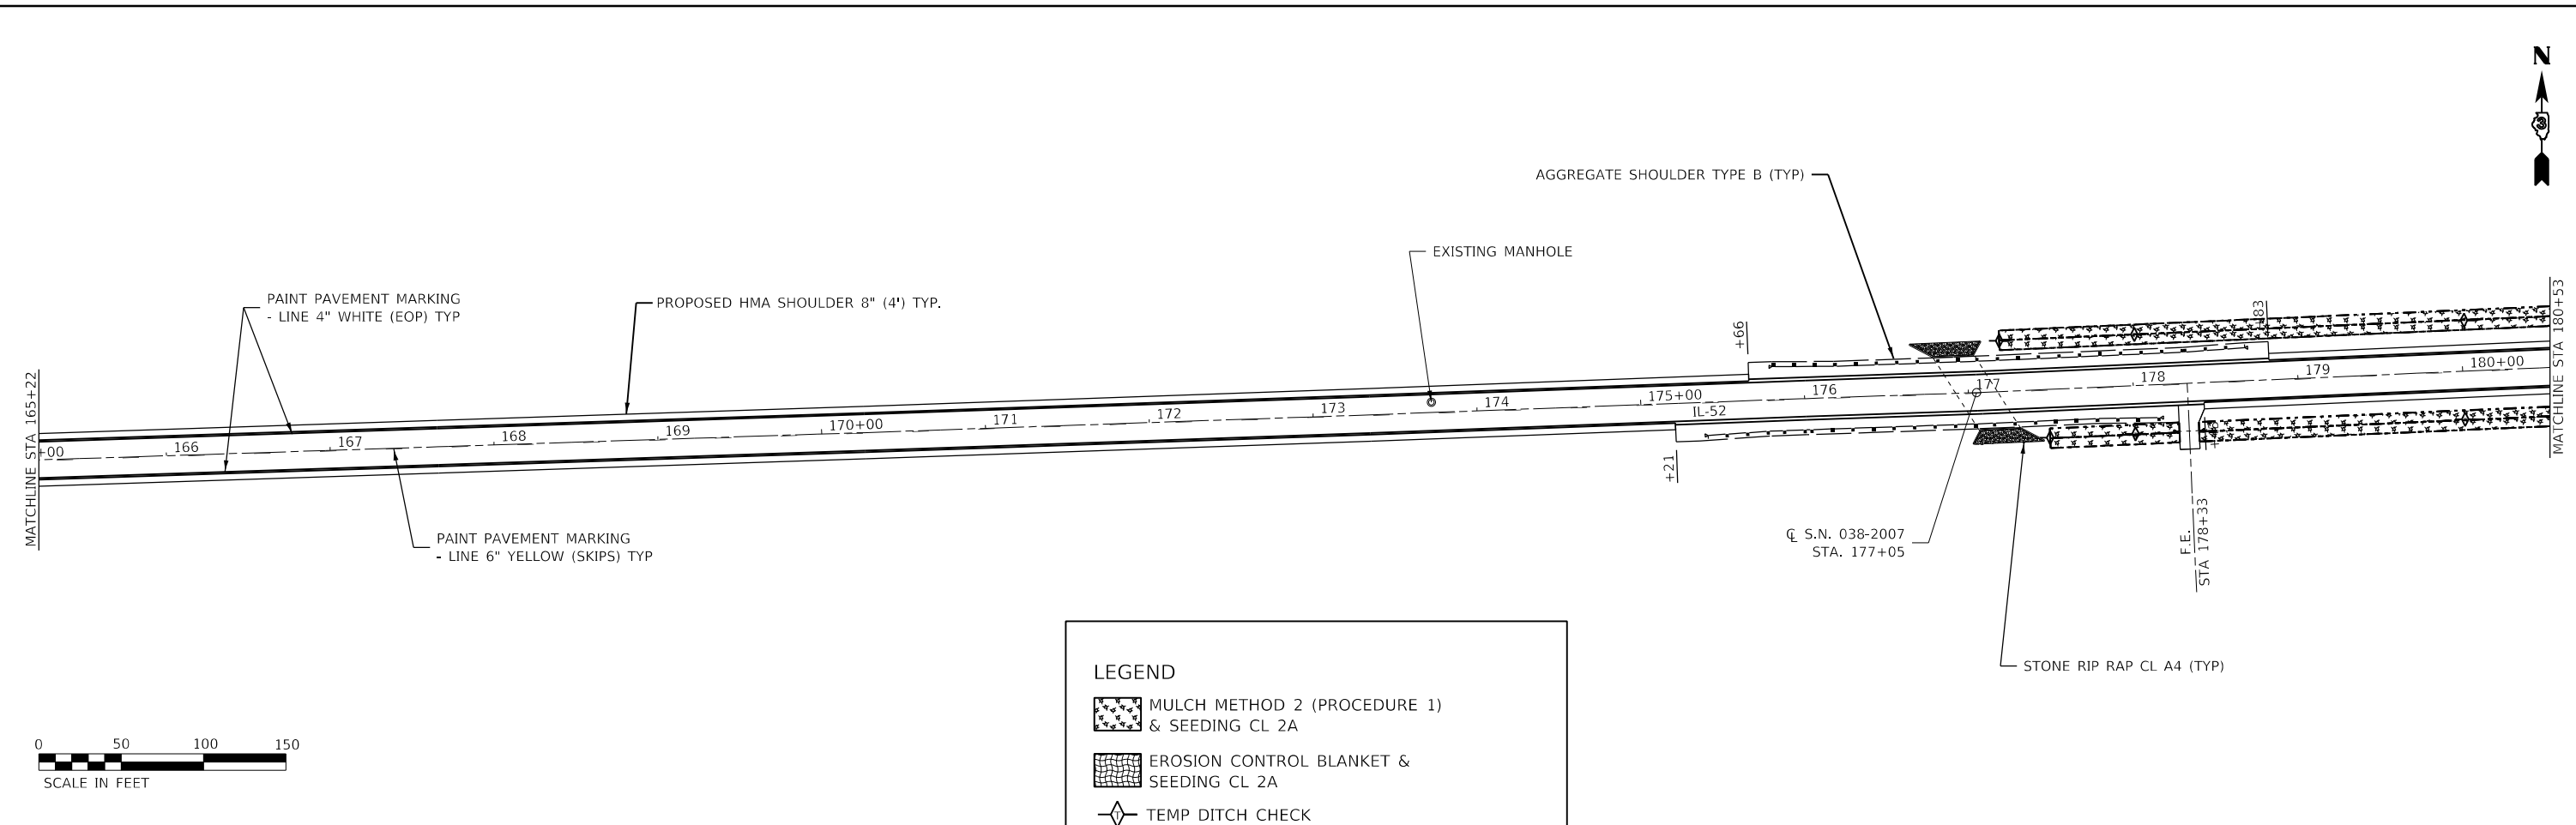 N
3
AGGREGATE SHOULDER TYPE B (TYP)
EXISTING MANHOLE
PAINT PAVEMENT MARKING
- LINE 4" WHITE (EOP) TYP
PROPOSED HMA SHOULDER 8" (4') TYP.
+66
MATCHLINE STA 165+22
+00
166
167
168
169
170+00
171
172
173
174
175+00
176
177
178
179
180+00
IL-52
MATCHLINE STA 180+53
+21
PAINT PAVEMENT MARKING
- LINE 6" YELLOW (SKIPS) TYP
℄ S.N. 038-2007
STA. 177+05
F.E.
STA 178+33
STONE RIP RAP CL A4 (TYP)
LEGEND
MULCH METHOD 2 (PROCEDURE 1)
& SEEDING CL 2A
EROSION CONTROL BLANKET &
SEEDING CL 2A
T
TEMP DITCH CHECK
0 50 100 150
SCALE IN FEET